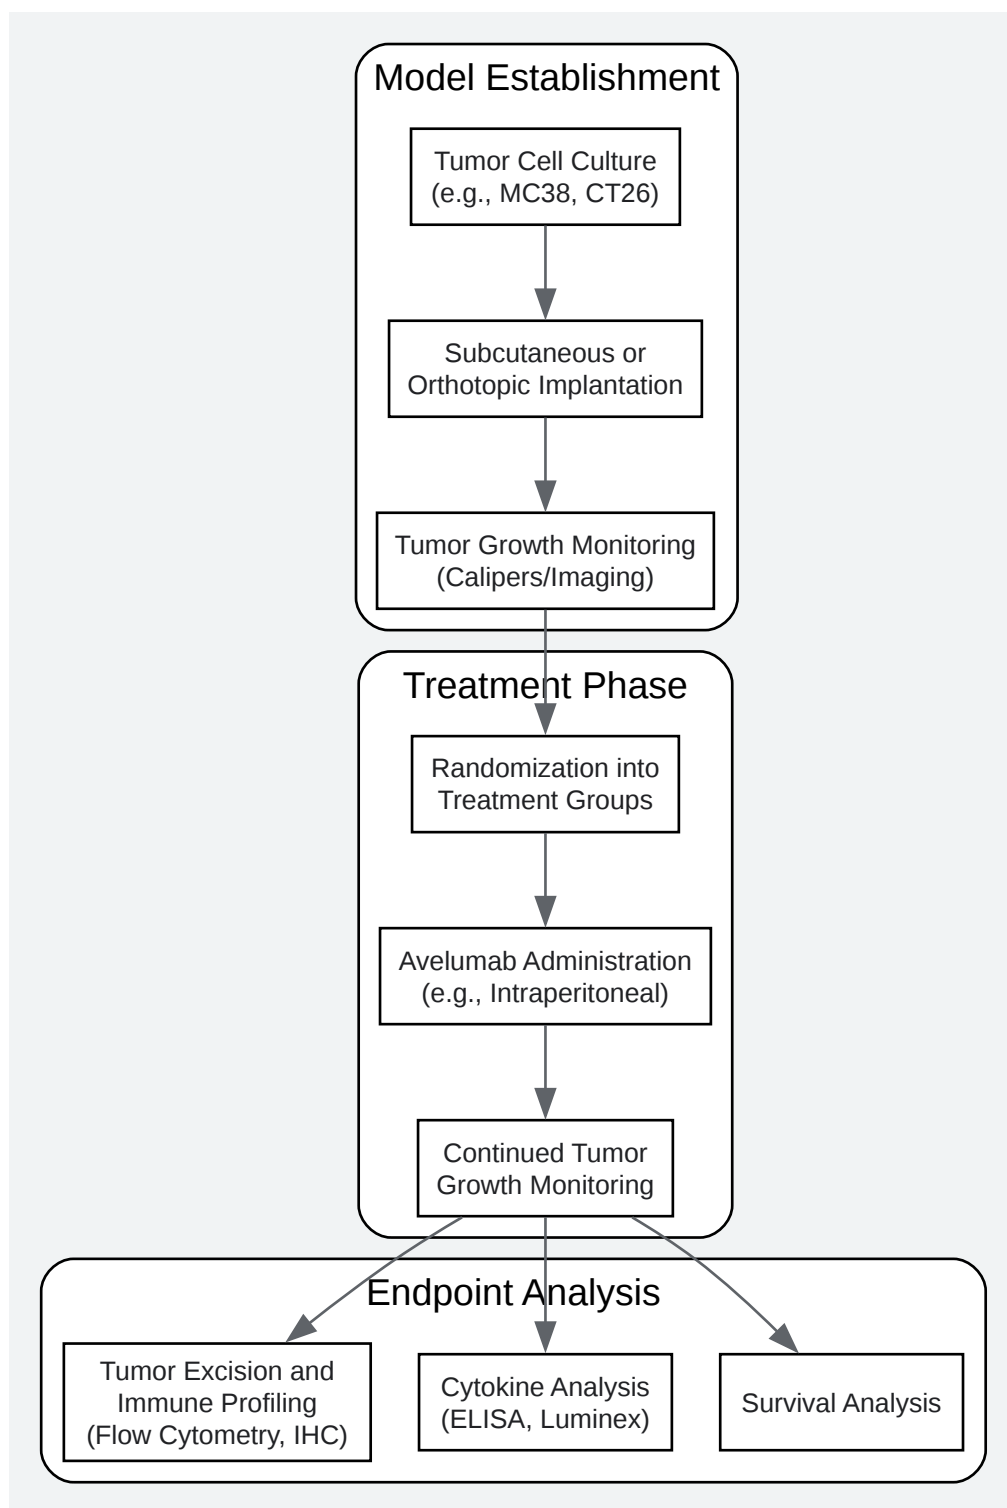 Model Establishment
Tumor Cell Culture
(e.g., MC38, CT26)
Subcutaneous or
Orthotopic Implantation
Tumor Growth Monitoring
(Calipers/Imaging)
Treatment Phase
Randomization into
Treatment Groups
Avelumab Administration
(e.g., Intraperitoneal)
Continued Tumor
Growth Monitoring
Endpoint Analysis
Tumor Excision and
Immune Profiling
(Flow Cytometry, IHC)
Cytokine Analysis
(ELISA, Luminex)
Survival Analysis